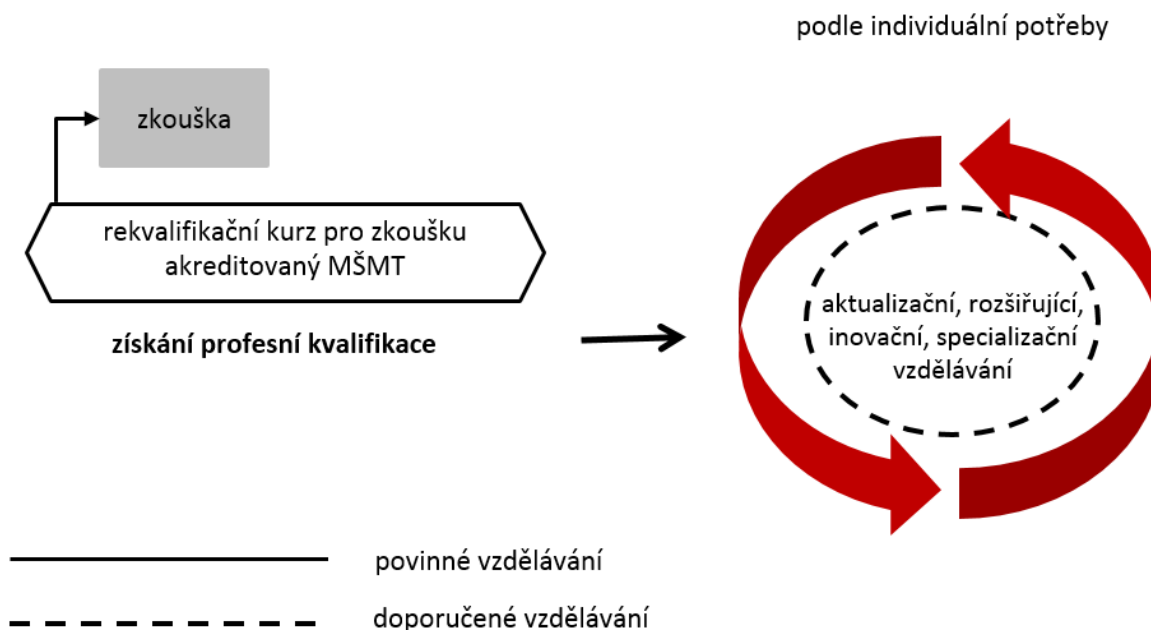 podle individuální potřeby
zkouška
rekvalifikační kurz pro zkoušku
akreditovaný MŠMT
získání profesní kvalifikace
aktualizační, rozšiřující,
inovační, specializační
vzdělávání
povinné vzdělávání
doporučené vzdělávání